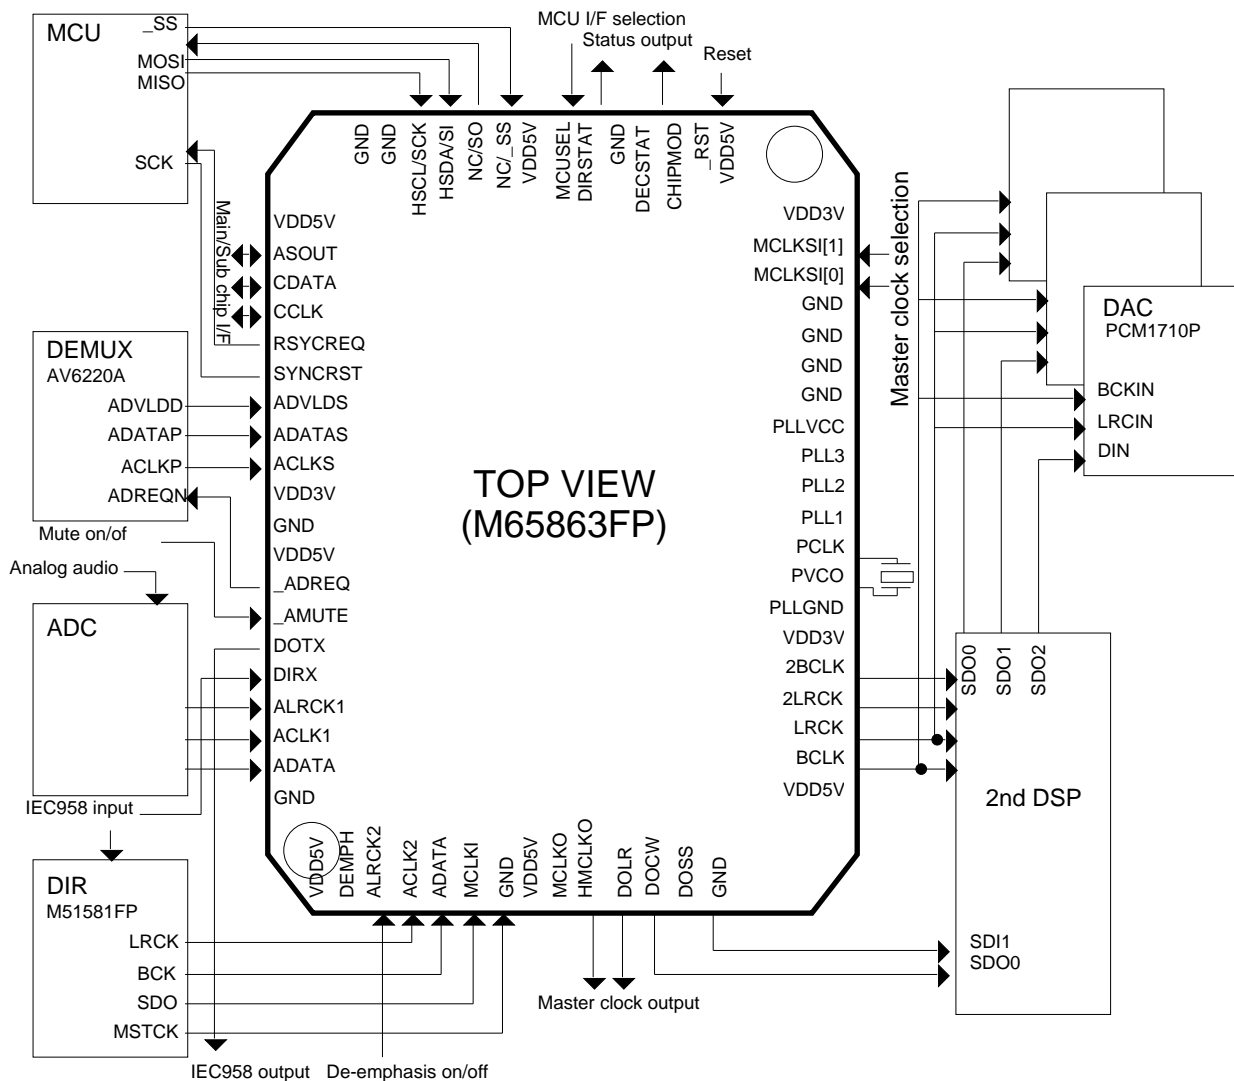 MCU
_SS
MOSI
MISO
SCK
MCU I/F selection
Status output
Reset
GND
GND
HSCL/SCK
HSDA/SI
NC/SO
NC/_SS
VDD5V
MCUSEL
DIRSTAT
GND
DECSTAT
CHIPMOD
_RST
VDD5V
Main/Sub chip I/F
VDD5V
ASOUT
CDATA
CCLK
RSYCREQ
SYNCRST
ADVLDS
ADATAS
ACLKS
VDD3V
GND
VDD5V
_ADREQ
_AMUTE
DOTX
DIRX
ALRCK1
ACLK1
ADATA
GND
DEMUX
AV6220A
ADVLDD
ADATAP
ACLKP
ADREQN
Mute on/of
Analog audio
ADC
IEC958 input
DIR
M51581FP
LRCK
BCK
SDO
MSTCK
IEC958 output
De-emphasis on/off
TOP VIEW
(M65863FP)
VDD3V
MCLKSI[1]
MCLKSI[0]
GND
GND
GND
GND
PLLVCC
PLL3
PLL2
PLL1
PCLK
PVCO
PLLGND
VDD3V
2BCLK
2LRCK
LRCK
BCLK
VDD5V
Master clock selection
VDD5V
DEMPH
ALRCK2
ACLK2
ADATA
MCLKI
GND
VDD5V
MCLKO
HMCLKO
DOLR
DOCW
DOSS
GND
Master clock output
DAC
PCM1710P
BCKIN
LRCIN
DIN
SDO0
SDO1
SDO2
2nd DSP
SDI1
SDO0